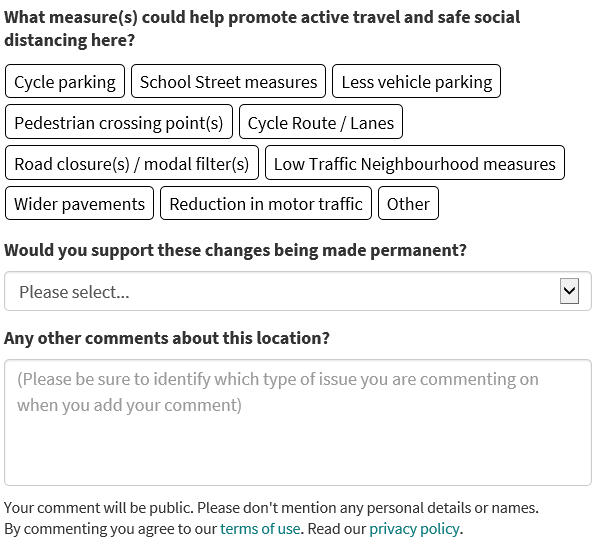 What measure(s) could help promote active travel and safe social
distancing here?
Cycle parking School Street measures Less vehicle parking
Pedestrian crossing point(s) Cycle Route / Lanes
Road closure(s) / modal filter(s) Low Traffic Neighbourhood measures
Wider pavements Reduction in motor traffic Other
Would you support these changes being made permanent?
Please select...
Any other comments about this location?
(Please be sure to identify which type of issue you are commenting on
when you add your comment)
Your comment will be public. Please don't mention any personal details or names.
By commenting you agree to our terms of use. Read our privacy policy.